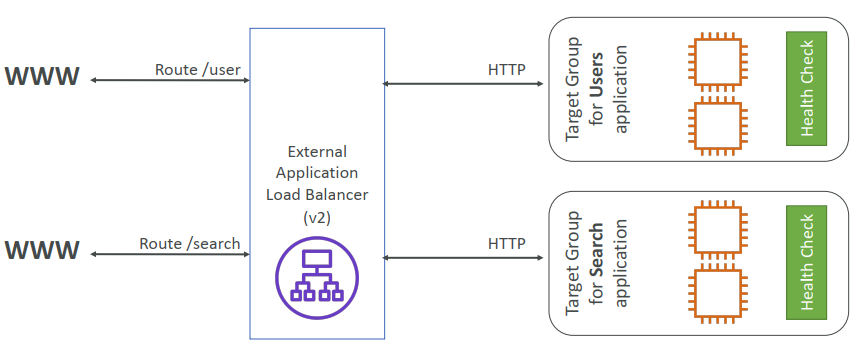 WWW
Route /user
HTTP
Target Group
for Users
application
Health Check
External
Application
Load Balancer
(v2)
WWW
Route /search
HTTP
Target Group
for Search
application
Health Check